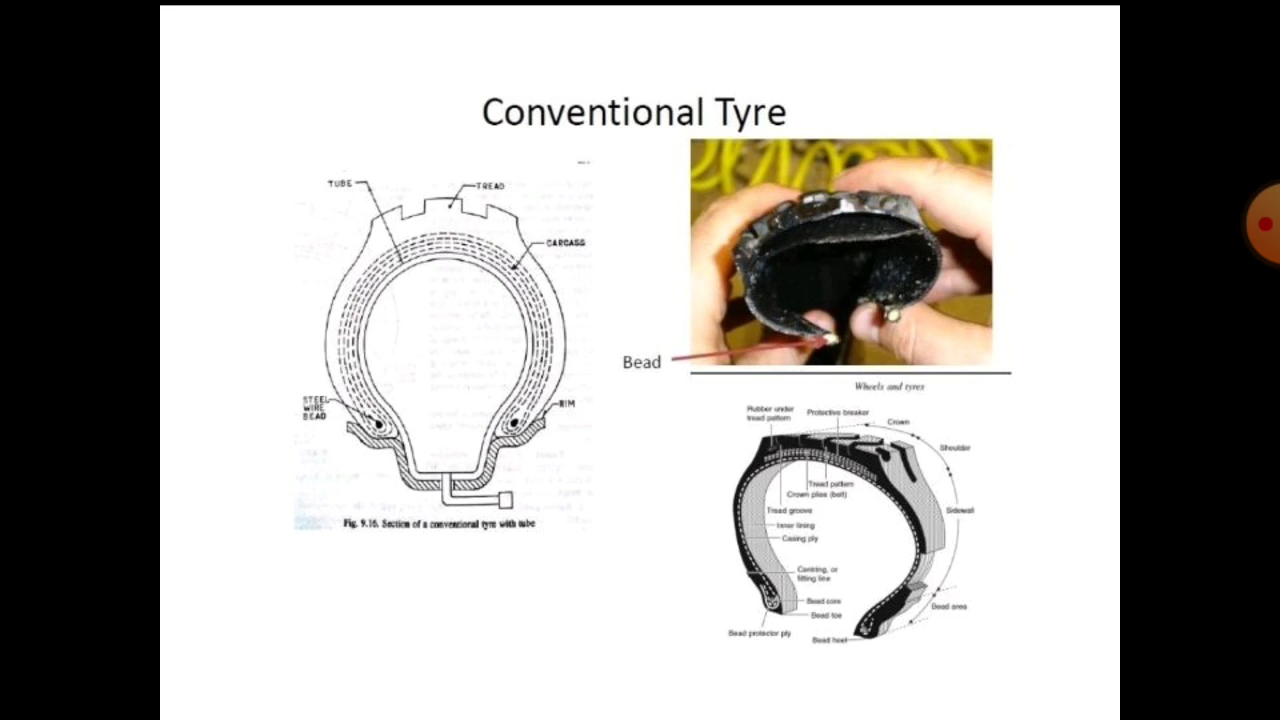 Conventional Tyre
TUBE
TREAD
CARCASS
STEEL
WIRE
BEAD
RIM
Fig. 9.16. Section of a conventional tyre with tube
Bead
Wheels and tyres
Rubber under
tread pattern
Protective breaker
Crown
Shoulder
Tread pattern
Crown plies (belt)
Tread groove
Sidewall
Inner lining
Casing ply
Centring, or
fitting line
Bead core
Bead area
Bead toe
Bead protector ply
Bead heel